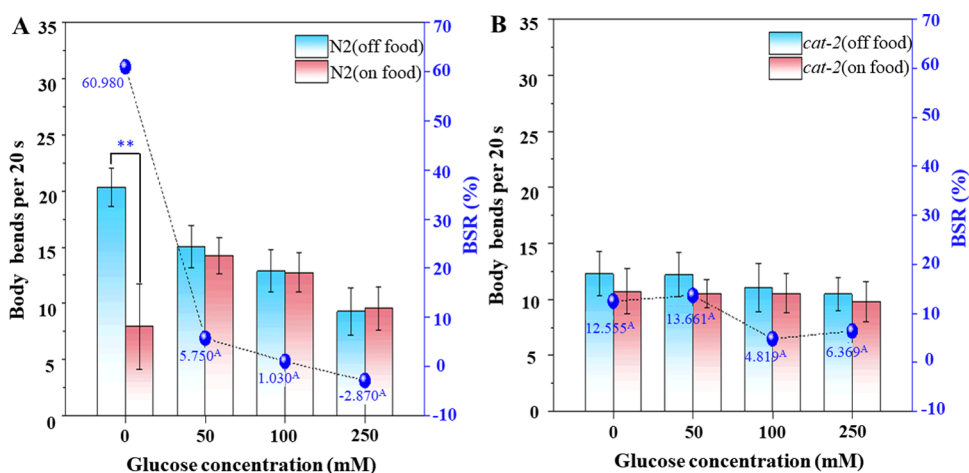 A
N2(off food)
N2(on food)
Body bends per 20 s
35
30
25
20
15
10
5
0
60.980
**
5.750A
1.030A
-2.870A
70
60
50
40
30
20
10
0
-10
BSR (%)
0 50 100 250
Glucose concentration (mM)
B
cat-2(off food)
cat-2(on food)
Body bends per 20 s
35
30
25
20
15
10
5
0
12.555A
13.661A
4.819A
6.369A
70
60
50
40
30
20
10
0
-10
BSR (%)
0 50 100 250
Glucose concentration (mM)